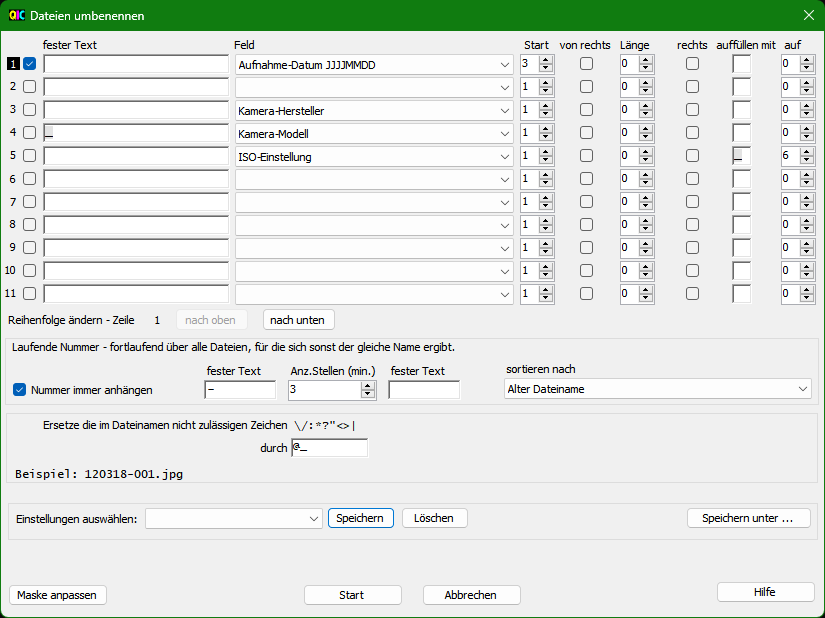 QIC Dateien umbenennen
fester Text Feld Start von rechts Länge rechts auffüllen mit auf
1 Aufnahme-Datum JJJJMMDD 3 0 0
2 1 0 0
3 Kamera-Hersteller 1 0 0
4 _ Kamera-Modell 1 0 0
5 ISO-Einstellung 1 0 _ 6
6 1 0 0
7 1 0 0
8 1 0 0
9 1 0 0
10 1 0 0
11 1 0 0
Reihenfolge ändern - Zeile 1 nach oben nach unten
Laufende Nummer - fortlaufend über alle Dateien, für die sich sonst der gleiche Name ergibt.
fester Text Anz.Stellen (min.) fester Text sortieren nach
Nummer immer anhängen - 3 Alter Dateiname
Ersetze die im Dateinamen nicht zulässigen Zeichen \/:*?"<>|
durch @_
Beispiel: 120318-001.jpg
Einstellungen auswählen: Speichern Löschen Speichern unter ...
Maske anpassen Start Abbrechen Hilfe